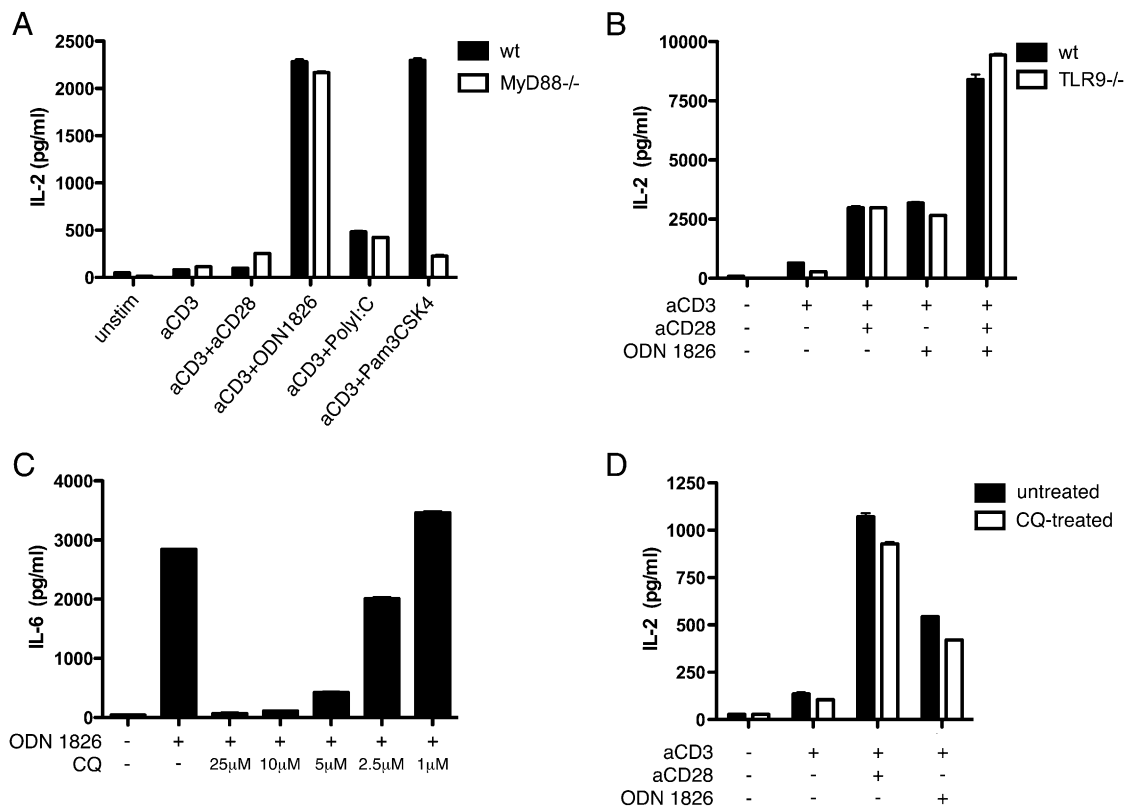 A
IL-2 (pg/ml)
2500
2000
1500
1000
500
0
wt
MyD88-/-
unstim
aCD3
aCD3+aCD28
aCD3+ODN1826
aCD3+PolyI:C
aCD3+Pam3CSK4
B
IL-2 (pg/ml)
10000
7500
5000
2500
0
wt
TLR9-/-
aCD3 - + + + +
aCD28 - - + - +
ODN 1826 - - - + +
C
IL-6 (pg/ml)
4000
3000
2000
1000
0
ODN 1826 - + + + + + +
CQ - - 25µM 10µM 5µM 2.5µM 1µM
D
IL-2 (pg/ml)
1250
1000
750
500
250
0
untreated
CQ-treated
aCD3 - + + +
aCD28 - - + -
ODN 1826 - - - +